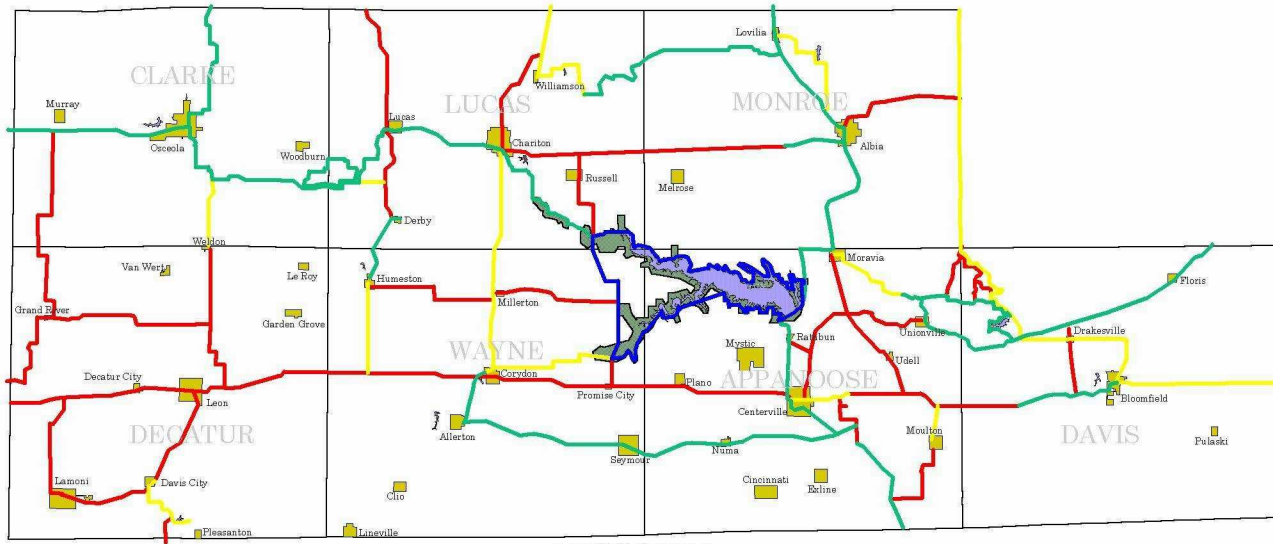 Lovilia
CLARKE
Williamson
LUCAS
MONROE
Murray
Lucas
Osceola
Woodburn
Chariton
Albia
Russell
Melrose
Derby
Weldon
Moravia
Van Wert
Le Roy
Humeston
Floris
Millerton
Grand River
Garden Grove
Unionville
Drakesville
Rathbun
WAYNE
Mystic
Udell
Decatur City
Corydon
Plano
APPANOOSE
Leon
Promise City
Bloomfield
Centerville
Allerton
DECATUR
Moulton
DAVIS
Pulaski
Numa
Seymour
Lamoni
Davis City
Clio
Cincinnati
Exline
Pleasanton
Lineville